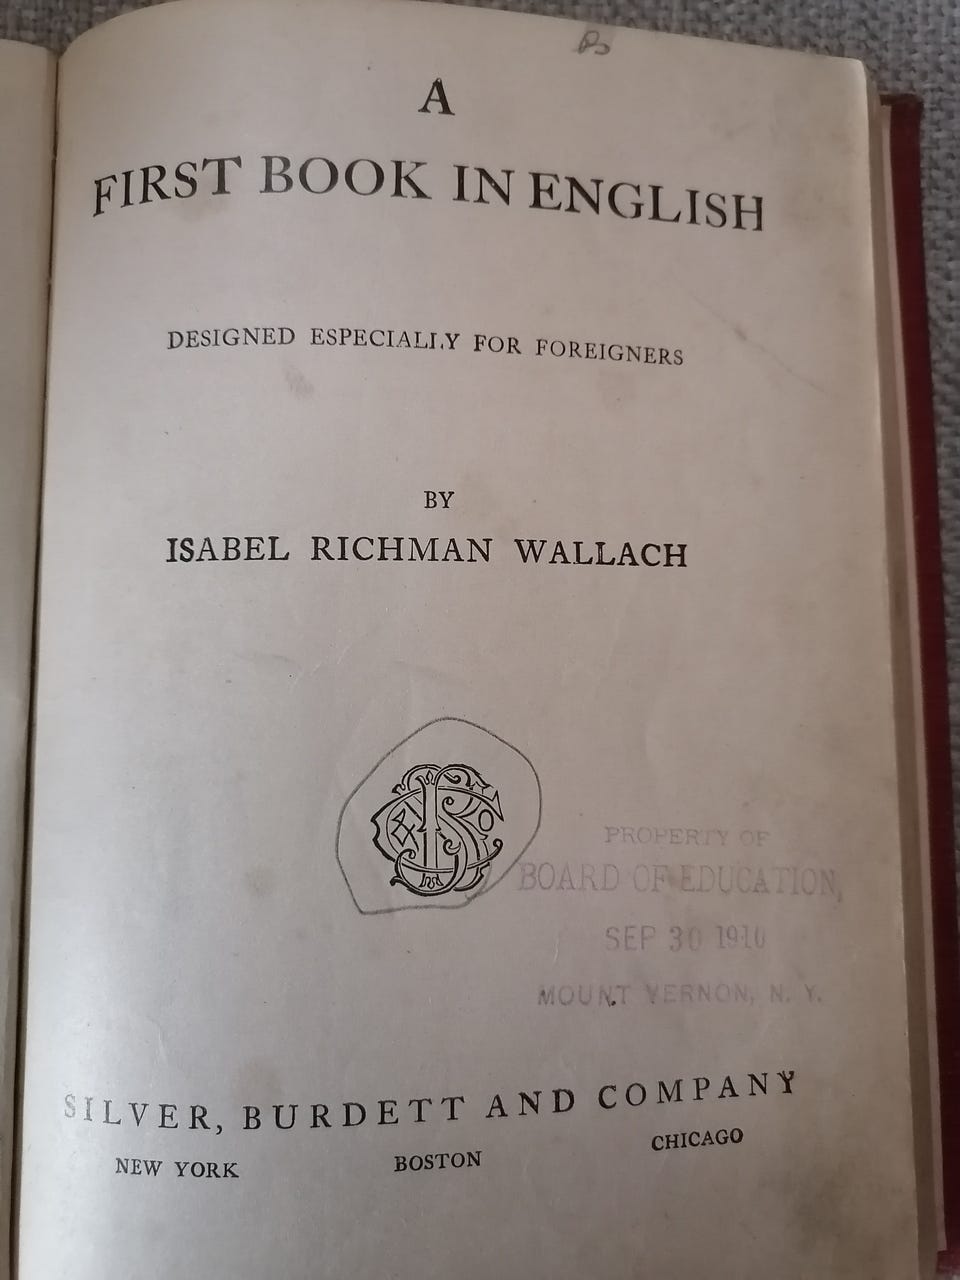 A
FIRST BOOK IN ENGLISH
DESIGNED ESPECIALLY FOR FOREIGNERS
BY
ISABEL RICHMAN WALLACH
PROPERTY OF
BOARD OF EDUCATION,
SEP 30 1910
MOUNT VERNON, N. Y.
SILVER, BURDETT AND COMPANY
NEW YORK BOSTON CHICAGO